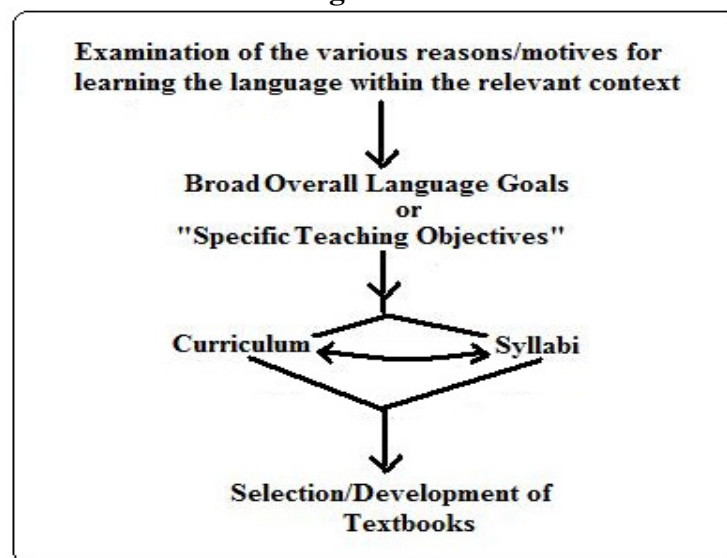 Examination of the various reasons/motives for
learning the language within the relevant context
Broad Overall Language Goals
or
"Specific Teaching Objectives"
Curriculum
Syllabi
Selection/Development of
Textbooks